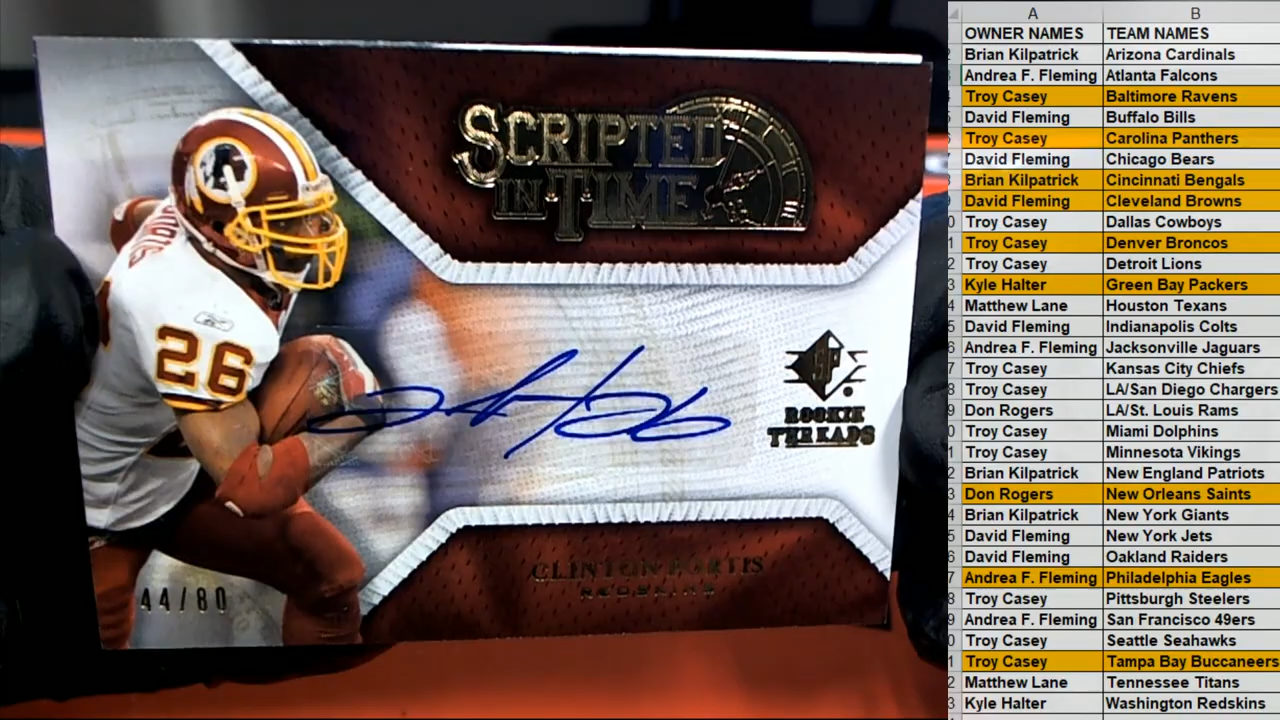 SCRIPTED
IN TIME
PORTIS
26
SP
ROOKIE
THREADS
CLINTON PORTIS
REDSKINS
44/80
A B
OWNER NAMES TEAM NAMES
Brian Kilpatrick Arizona Cardinals
Andrea F. Fleming Atlanta Falcons
Troy Casey Baltimore Ravens
David Fleming Buffalo Bills
Troy Casey Carolina Panthers
David Fleming Chicago Bears
Brian Kilpatrick Cincinnati Bengals
David Fleming Cleveland Browns
Troy Casey Dallas Cowboys
Troy Casey Denver Broncos
Troy Casey Detroit Lions
Kyle Halter Green Bay Packers
Matthew Lane Houston Texans
David Fleming Indianapolis Colts
Andrea F. Fleming Jacksonville Jaguars
Troy Casey Kansas City Chiefs
Troy Casey LA/San Diego Chargers
Don Rogers LA/St. Louis Rams
Troy Casey Miami Dolphins
Troy Casey Minnesota Vikings
Brian Kilpatrick New England Patriots
Don Rogers New Orleans Saints
Brian Kilpatrick New York Giants
David Fleming New York Jets
David Fleming Oakland Raiders
Andrea F. Fleming Philadelphia Eagles
Troy Casey Pittsburgh Steelers
Andrea F. Fleming San Francisco 49ers
Troy Casey Seattle Seahawks
Troy Casey Tampa Bay Buccaneers
Matthew Lane Tennessee Titans
Kyle Halter Washington Redskins